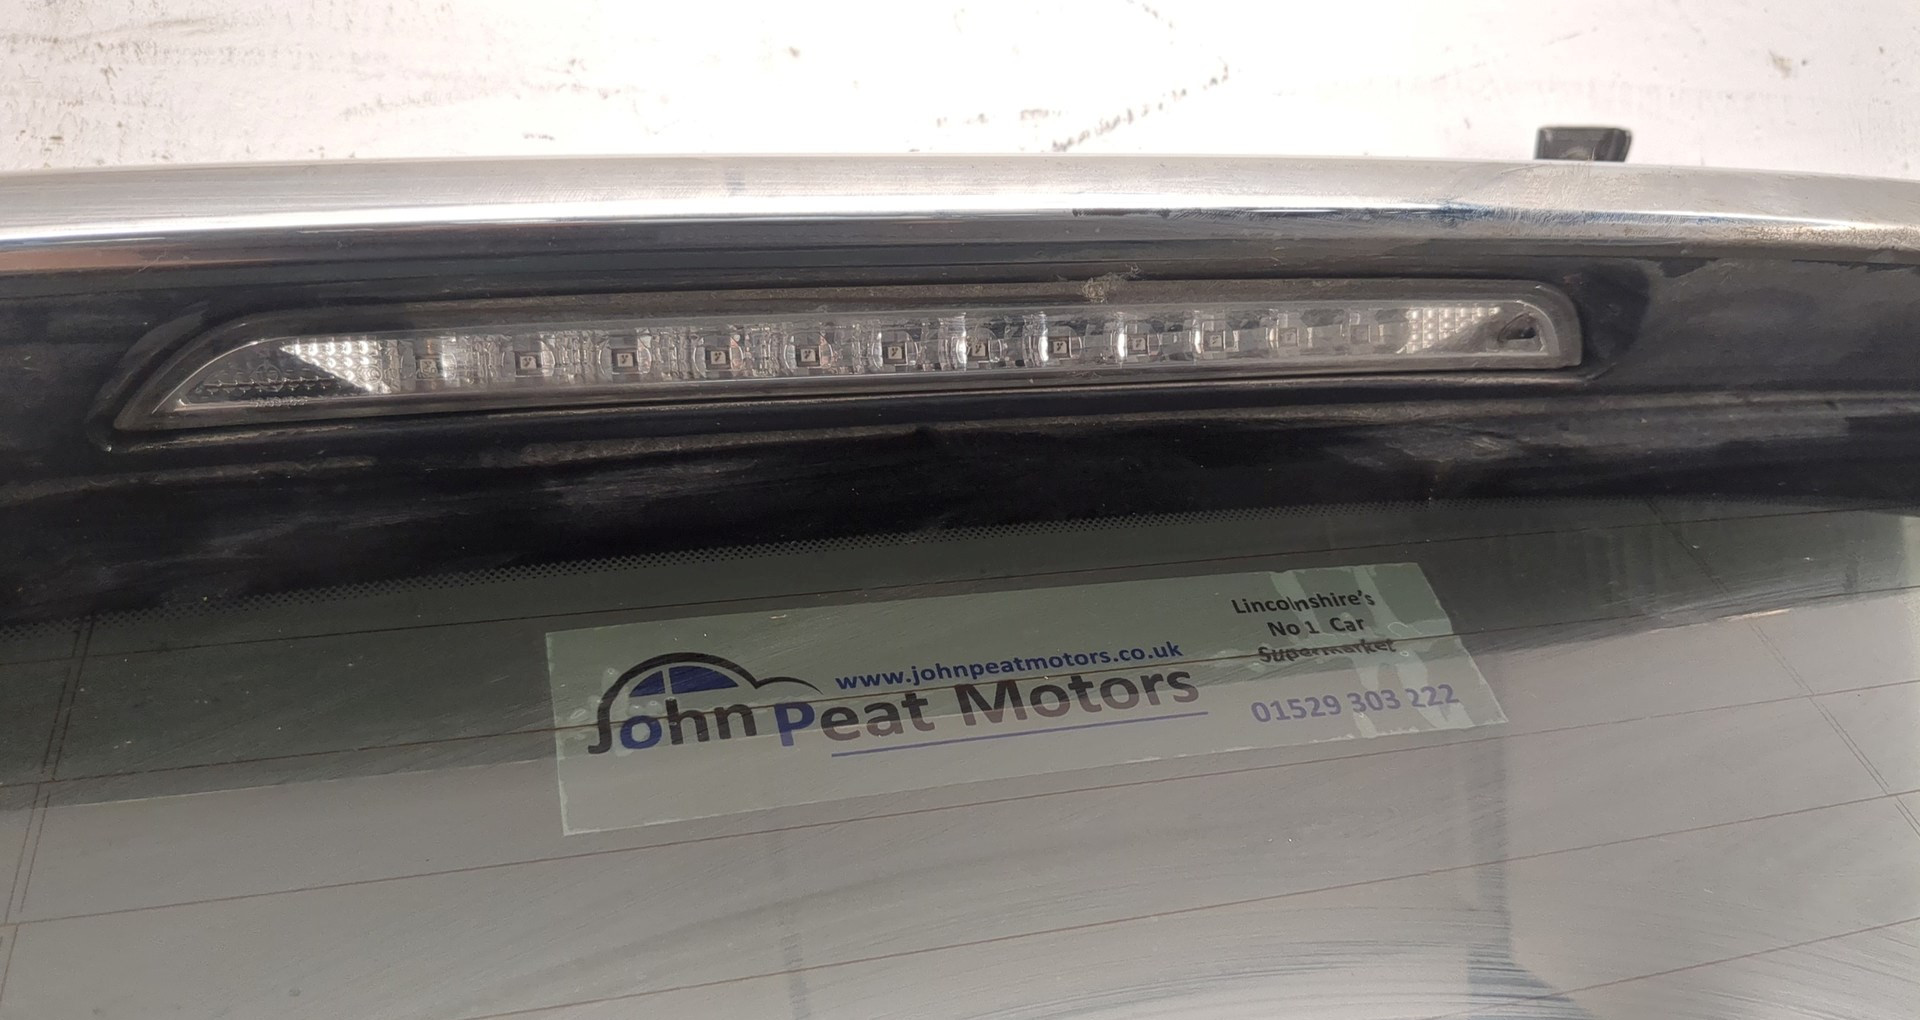 www.johnpeatmotors.co.uk
John Peat Motors
Lincolnshire's
No 1 Car
Supermarket
01529 303 222